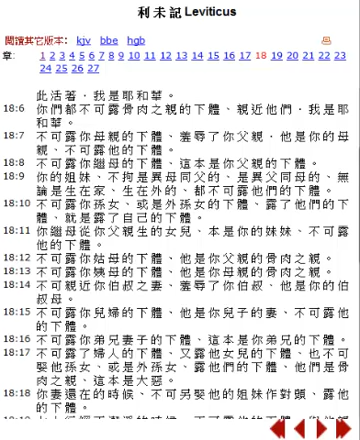 利未記 Leviticus
閱讀其它版本: kjv bbe hgb
章: 1 2 3 4 5 6 7 8 9 10 11 12 13 14 15 16 17 18 19 20 21 22 23
24 25 26 27
此活著．我是耶和華。
18:6 你們都不可露骨肉之親的下體、親近他們．我是耶
和華。
18:7 不可露你母親的下體、羞辱了你父親．他是你的母
親、不可露他的下體。
18:8 不可露你繼母的下體、這本是你父親的下體。
18:9 你的姐妹、不拘是異母同父的、是異父同母的、無
論是生在家、生在外的、都不可露他們的下體。
18:10 不可露你孫女、或是外孫女的下體、露了他們的下
體、就是露了自己的下體。
18:11 你繼母從你父親生的女兒、本是你的妹妹、不可露
他的下體。
18:12 不可露你姑母的下體、他是你父親的骨肉之親。
18:13 不可露你姨母的下體、他是你母親的骨肉之親。
18:14 不可親近你伯叔之妻、羞辱了你伯叔、他是你的伯
叔母。
18:15 不可露你兒婦的下體、他是你兒子的妻、不可露他
的下體。
18:16 不可露你弟兄妻子的下體、這本是你弟兄的下體。
18:17 不可露了婦人的下體、又露他女兒的下體、也不可
娶他孫女、或是外孫女、露他們的下體、他們是骨
肉之親、這本是大惡。
18:18 你妻還在的時候、不可另娶他的姐妹作對頭、露他
的下體。